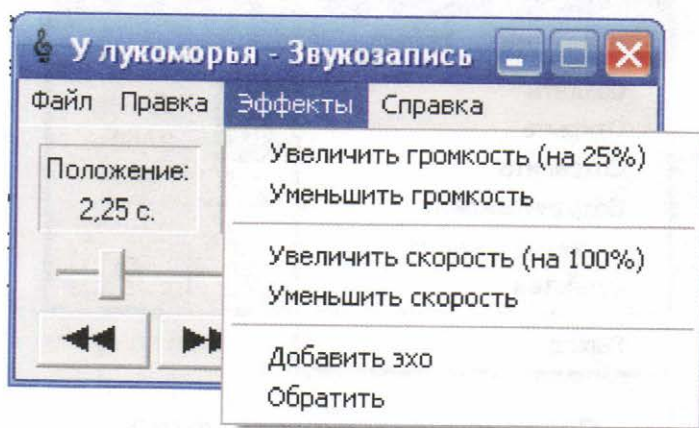 У лукоморья - Звукозапись
Файл Правка Эффекты Справка
Положение:
2,25 с.
Увеличить громкость (на 25%)
Уменьшить громкость
Увеличить скорость (на 100%)
Уменьшить скорость
Добавить эхо
Обратить